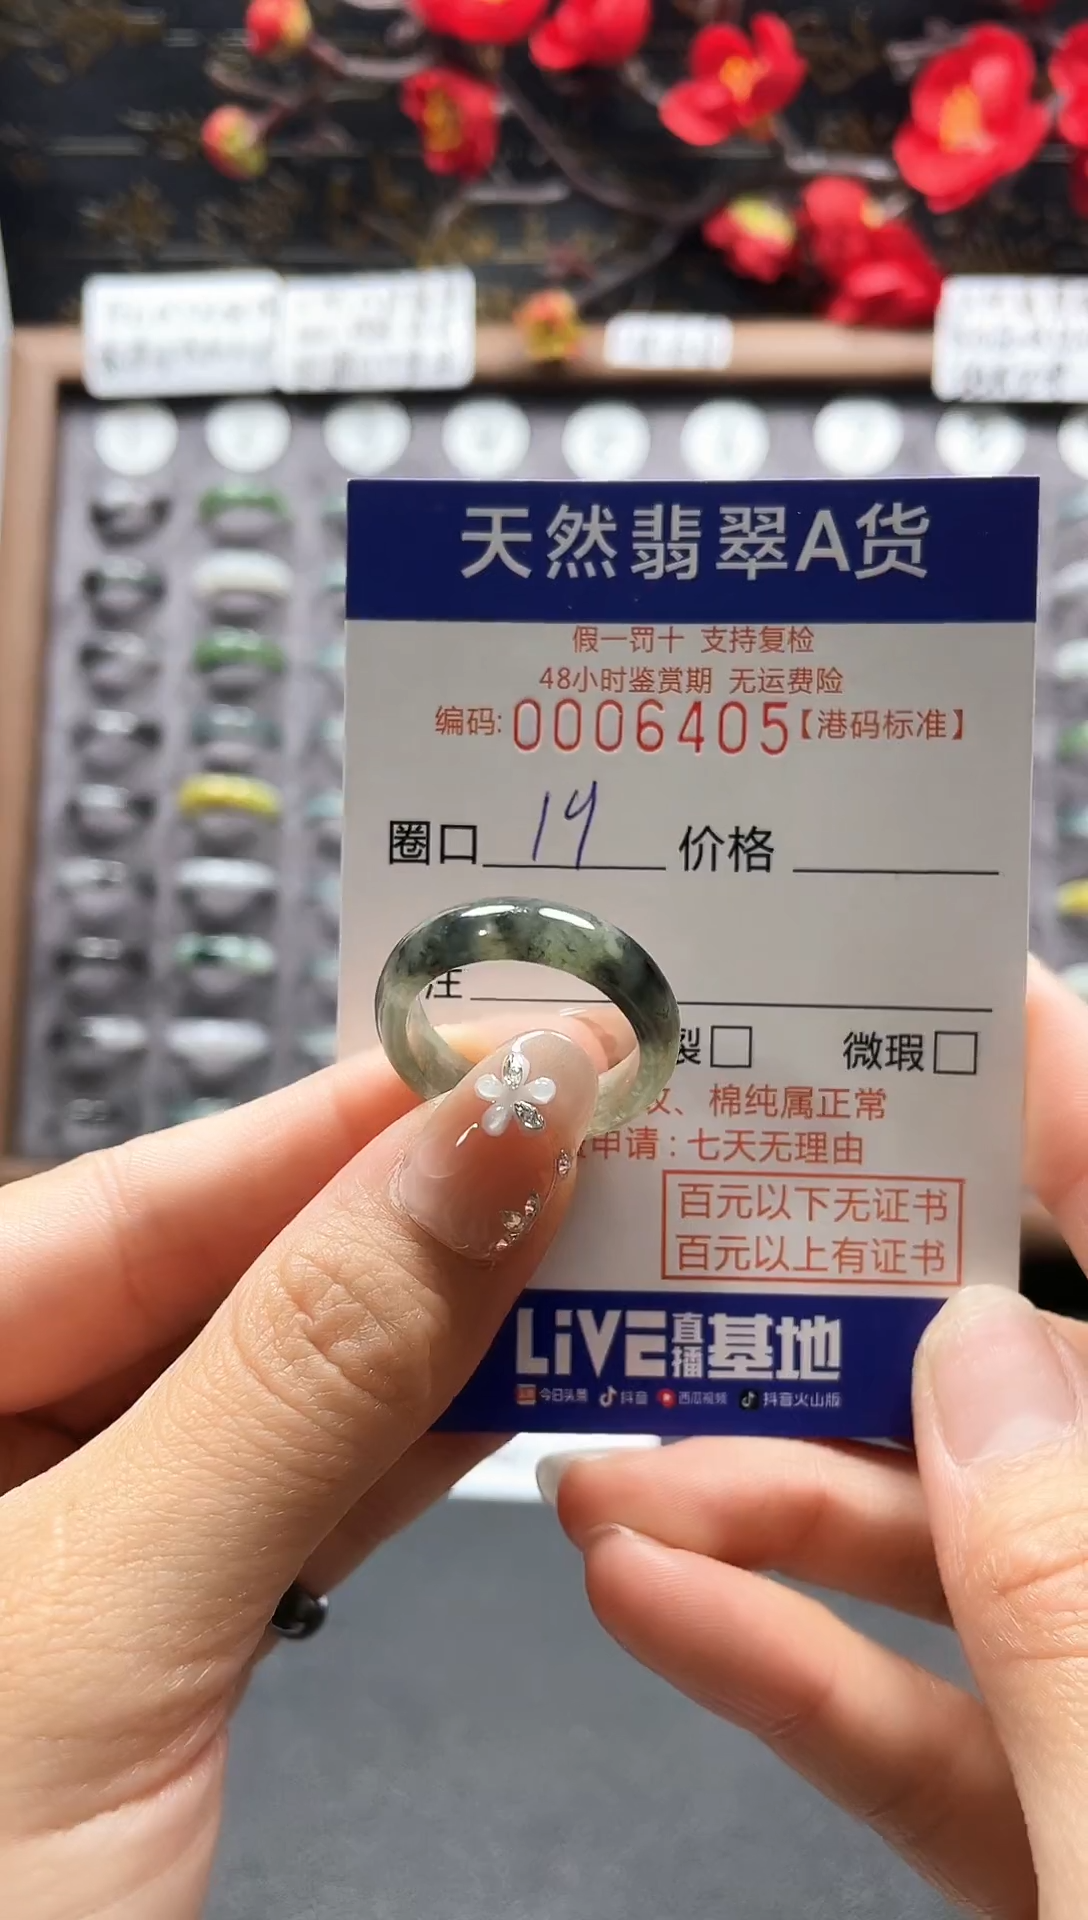 天然翡翠A货
假一罚十 支持复检
48小时鉴赏期 无运费险
编码: 0006405【港码标准】
圈口 14 价格
注
裂□ 微瑕□
、棉纯属正常
申请：七天无理由
百元以下无证书
百元以上有证书
LiVE直播基地
今日头条 抖音 西瓜视频 抖音火山版